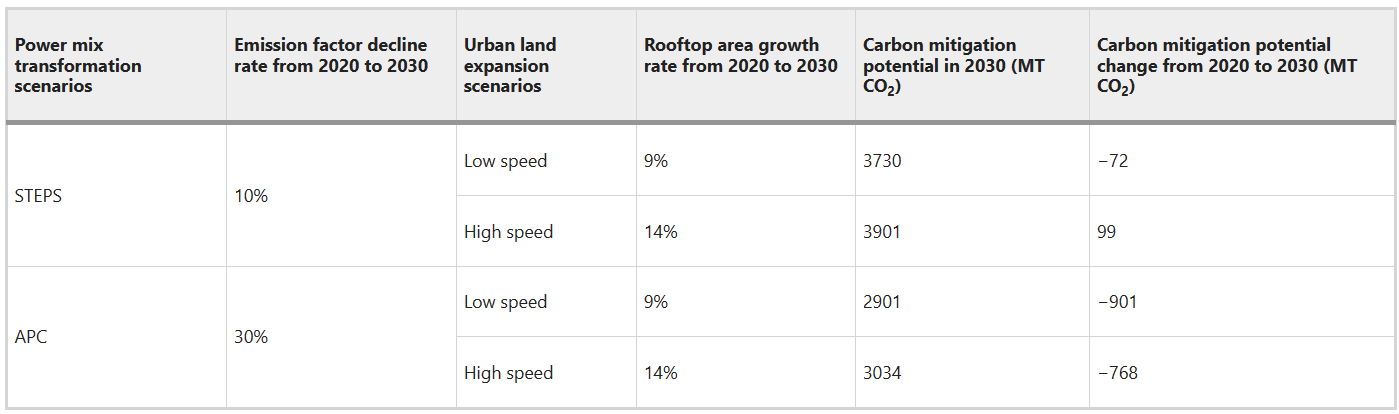 Power mix transformation scenarios	Emission factor decline rate from 2020 to 2030	Urban land expansion scenarios	Rooftop area growth rate from 2020 to 2030	Carbon mitigation potential in 2030 (MT CO₂)	Carbon mitigation potential change from 2020 to 2030 (MT CO₂)
STEPS	10%	Low speed	9%	3730	−72
High speed	14%	3901	99
APC	30%	Low speed	9%	2901	−901
High speed	14%	3034	−768